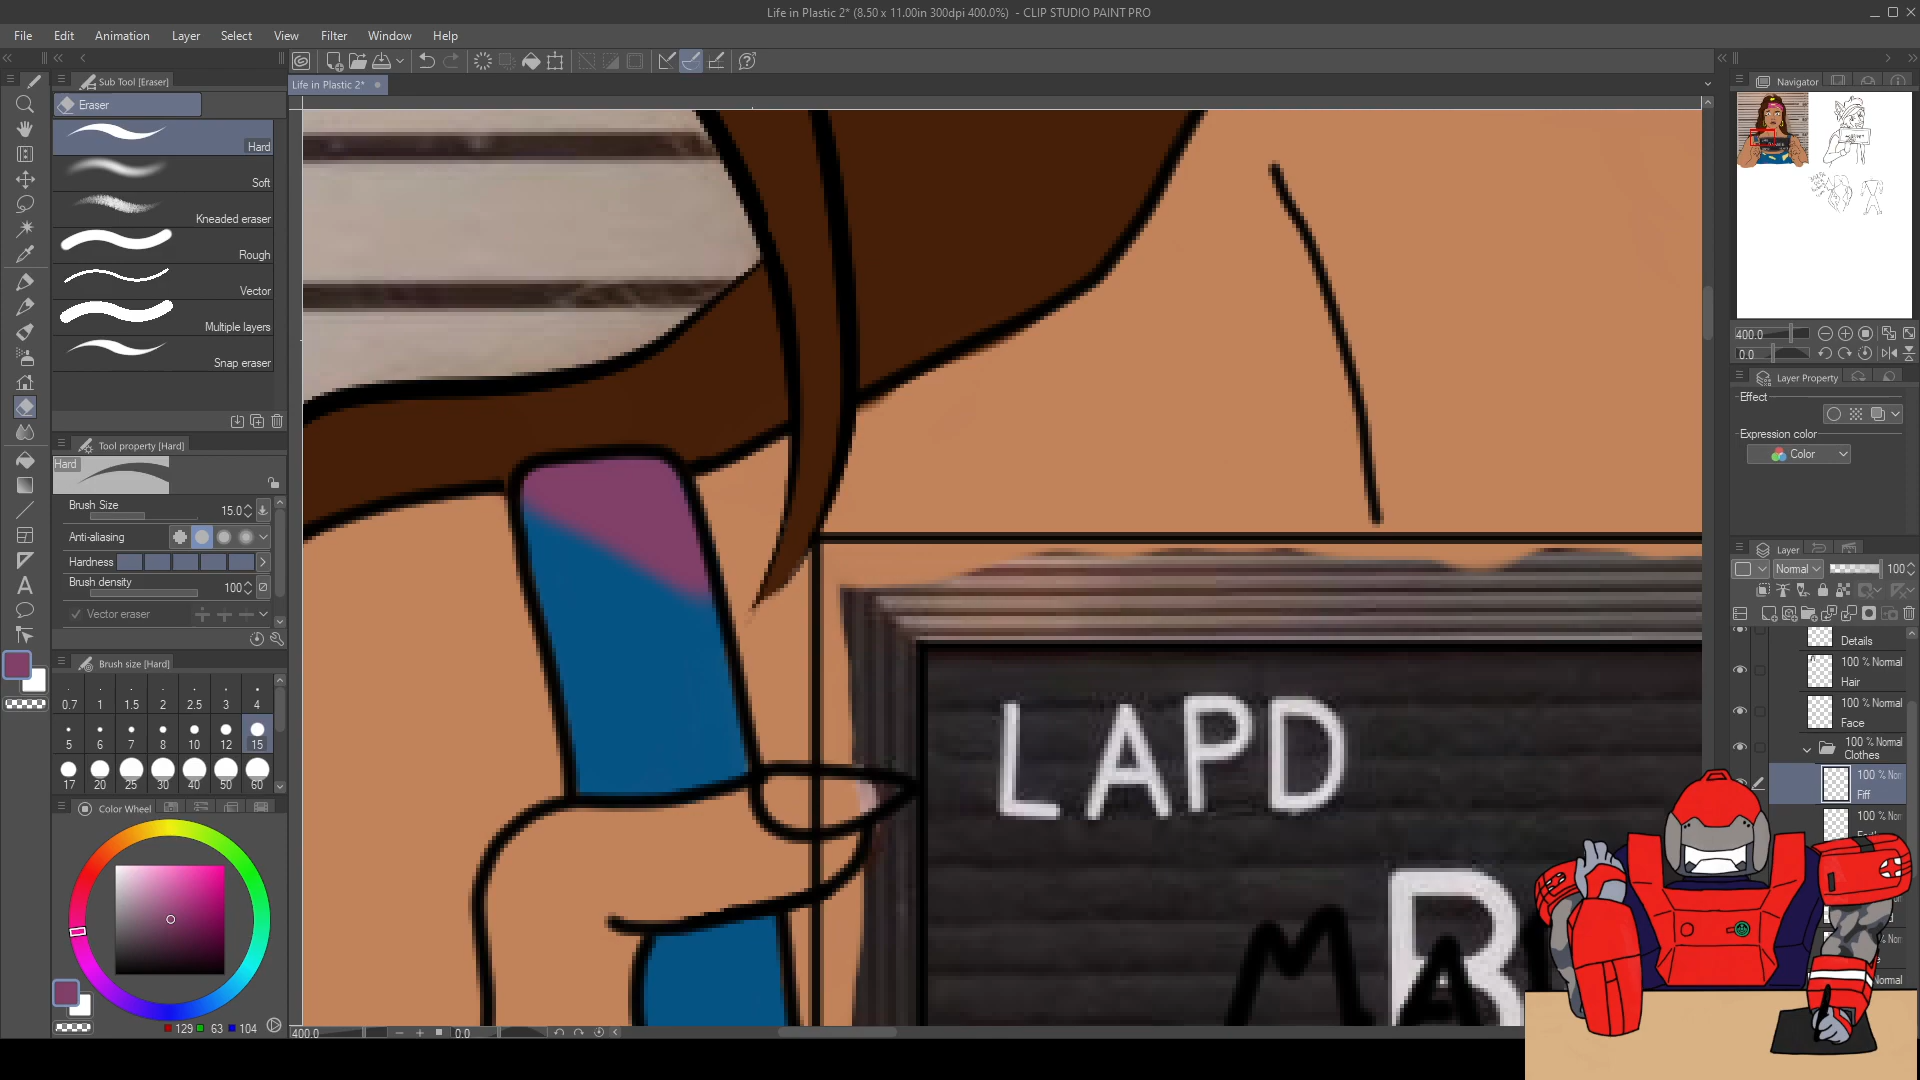 Life in Plastic 2* (8.50 x 11.00in 300dpi 400.0%) - CLIP STUDIO PAINT PRO
File Edit Animation Layer Select View Filter Window Help
Sub Tool [Eraser]
Life in Plastic 2*
Navigator
Eraser
Hard
Soft
Kneaded eraser
Rough
Vector
Multiple layers
Snap eraser
400.0
0.0
Layer Property
Effect
Expression color
Color
Tool property [Hard]
Hard
Brush Size 15.0
Anti-aliasing
Hardness
Brush density 100
Vector eraser
Layer
Normal 100
Details
100 % Normal
Hair
100 % Normal
Face
100 % Normal
Clothes
100 % Nor
Fiff
100 % Nor
Brush size [Hard]
0.7 1 1.5 2 2.5 3 4
5 6 7 8 10 12 15
17 20 25 30 40 50 60
Color Wheel
129 63 104
400.0 0.0
LAPD